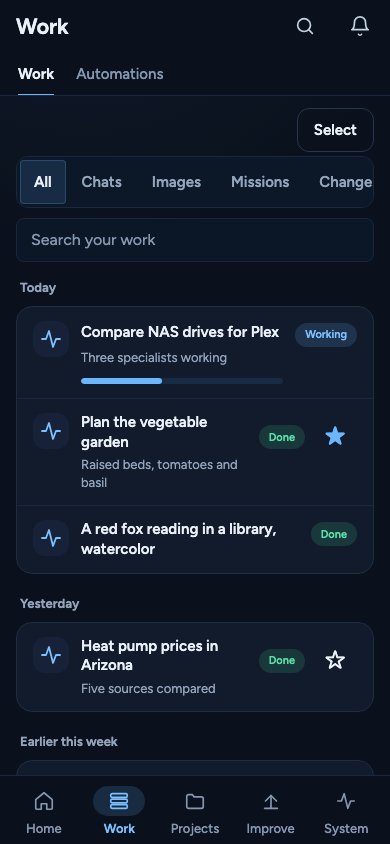 Work
Work
Automations
Select
All
Chats
Images
Missions
Change
Search your work
Today
Compare NAS drives for Plex
Working
Three specialists working
Plan the vegetable
garden
Done
Raised beds, tomatoes and
basil
A red fox reading in a library,
watercolor
Done
Yesterday
Heat pump prices in
Arizona
Done
Five sources compared
Earlier this week
Home
Work
Projects
Improve
System